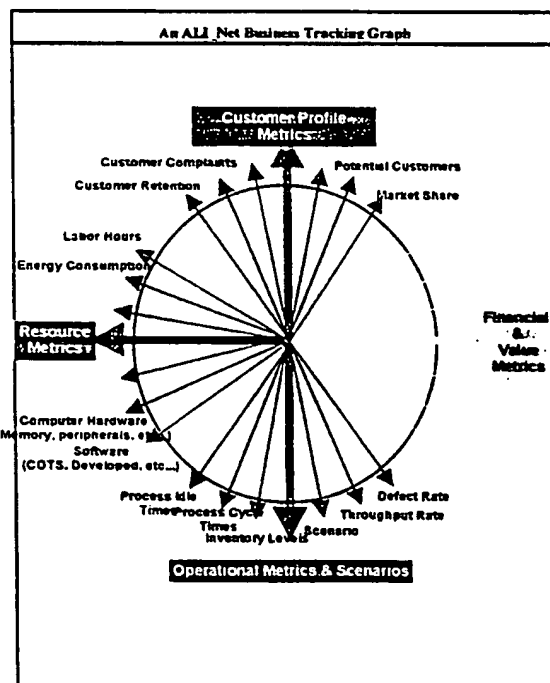 An ALI_Net Business Tracking Graph
Customer Profile
Metrics
Customer Complaints
Potential Customers
Customer Retention
Market Share
Labor Hours
Energy Consumption
Resource
Metrics
Financial
&
Value
Metrics
Computer Hardware
Memory, peripherals,
Software
(COTS, Developed, etc...)
Process Idle
Times
Process Cycle
Times
Inventory Levels
Scenario
Throughput Rate
Defect Rate
Operational Metrics & Scenarios